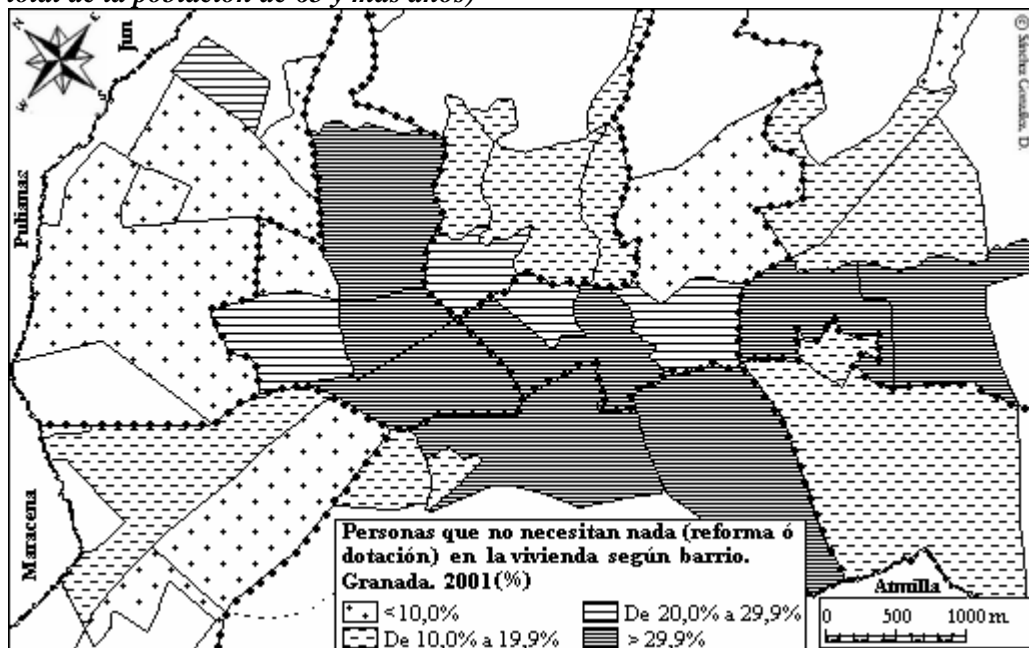 total de la población de 65 y más años)
N
E
W
S
Jun
© Sánchez González, D.
Pulianas
Maracena
Personas que no necesitan nada (reforma ó
dotación) en la vivienda según barrio.
Granada. 2001(%)
<10,0%
De 20,0% a 29,9%
De 10,0% a 19,9%
> 29,9%
Atmilla
0 500 1000 m.